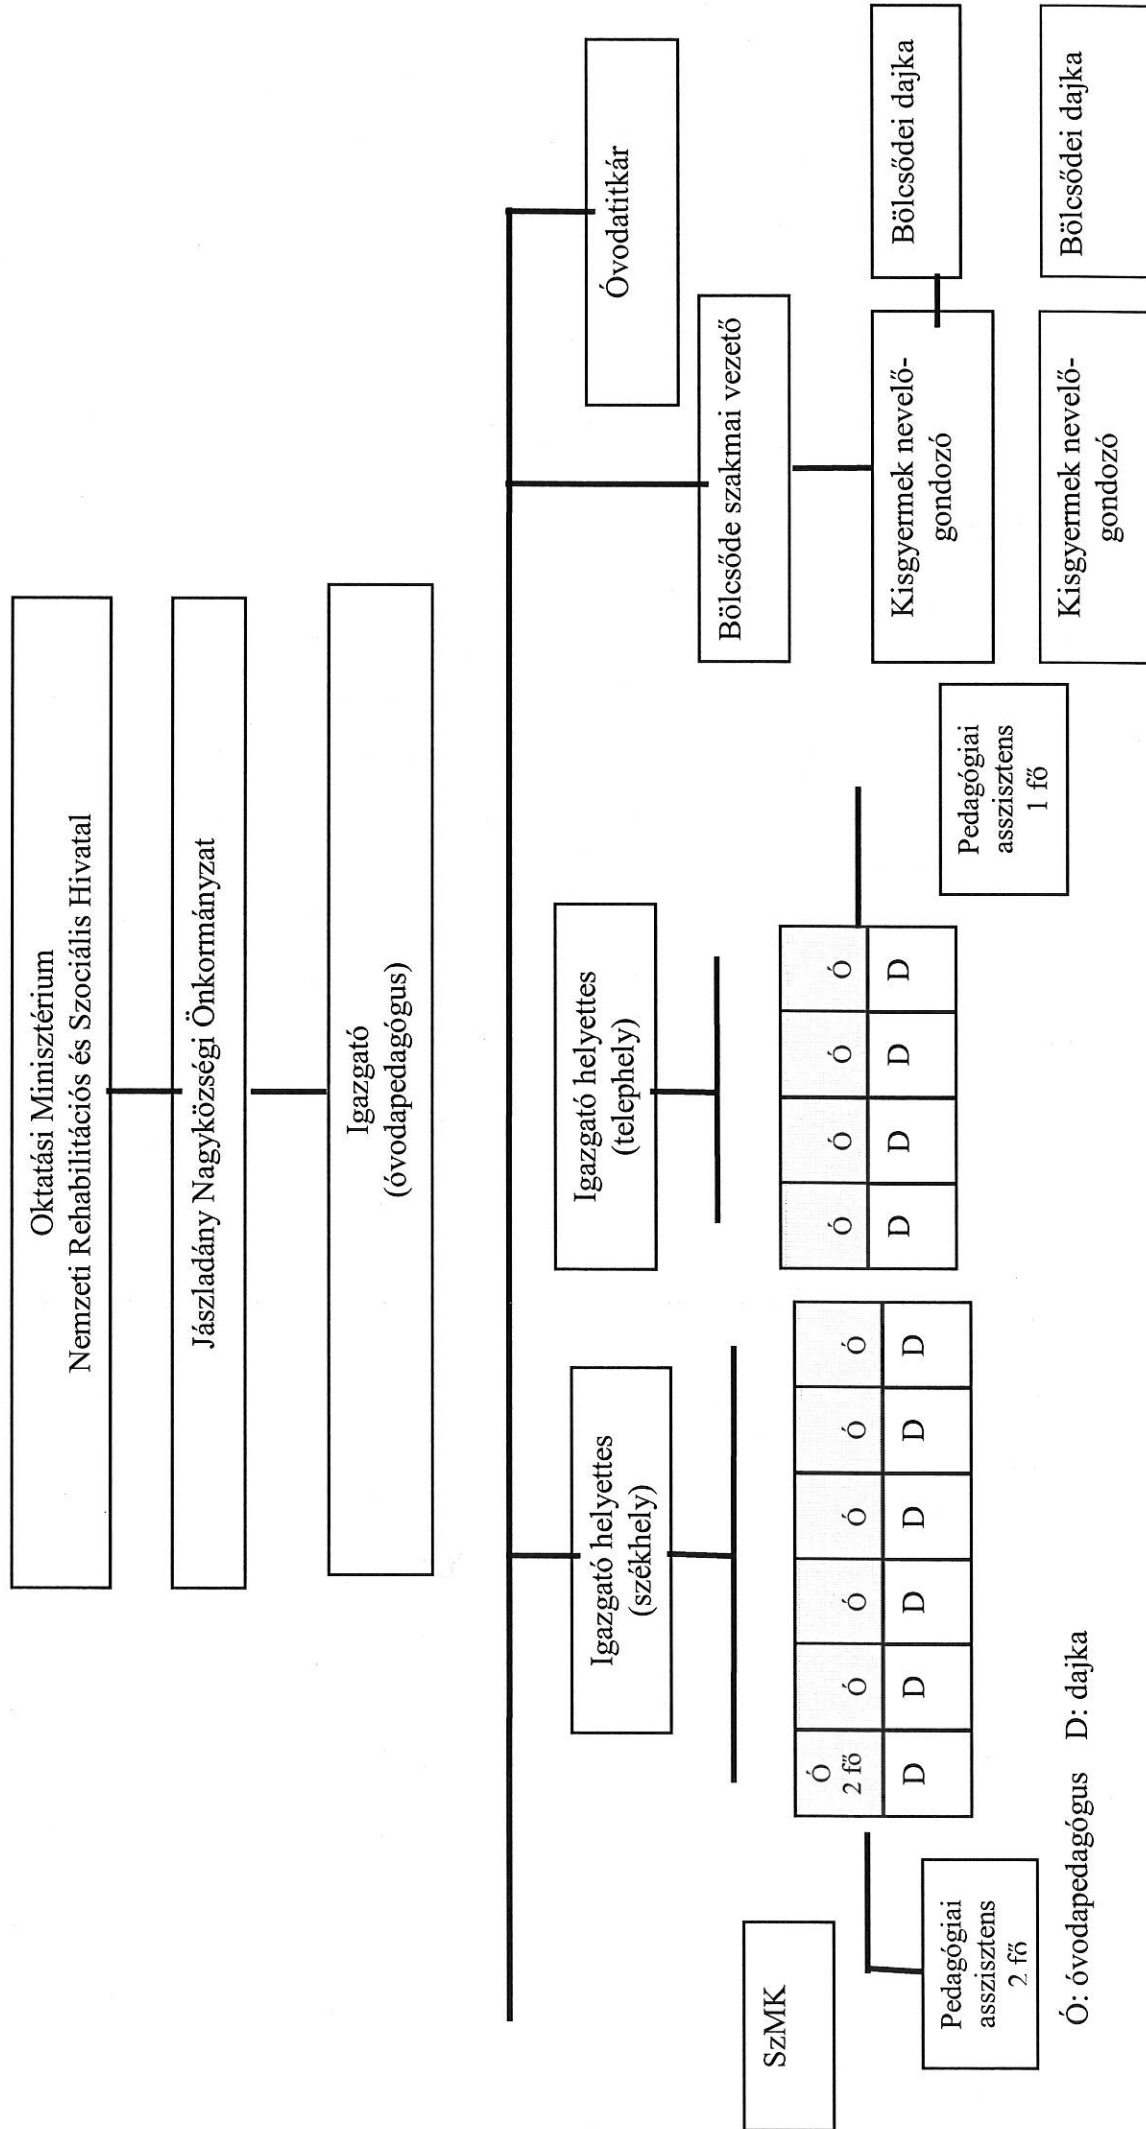 Oktatási Minisztérium
Nemzeti Rehabilitációs és Szociális Hivatal
Jászladány Nagyközségi Önkormányzat
Igazgató
(óvodapedagógus)
Igazgató helyettes
(székhely)
Igazgató helyettes
(telephely)
Óvodatitkár
Bölcsőde szakmai vezető
SzMK
Ó
2 fő
Ó
Ó
Ó
Ó
Ó
D
D
D
D
D
D
Ó
Ó
Ó
Ó
D
D
D
D
Pedagógiai
asszisztens
2 fő
Pedagógiai
asszisztens
1 fő
Kisgyermek nevelő-
gondozó
Bölcsődei dajka
Kisgyermek nevelő-
gondozó
Bölcsődei dajka
Ó: óvodapedagógus D: dajka